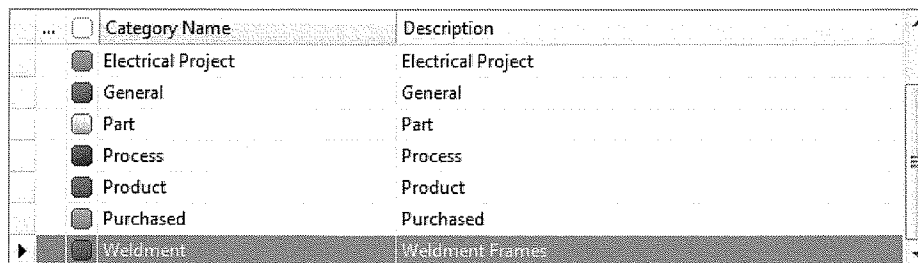 ... Category Name Description
Electrical Project Electrical Project
General General
Part Part
Process Process
Product Product
Purchased Purchased
Weldment Weldment Frames